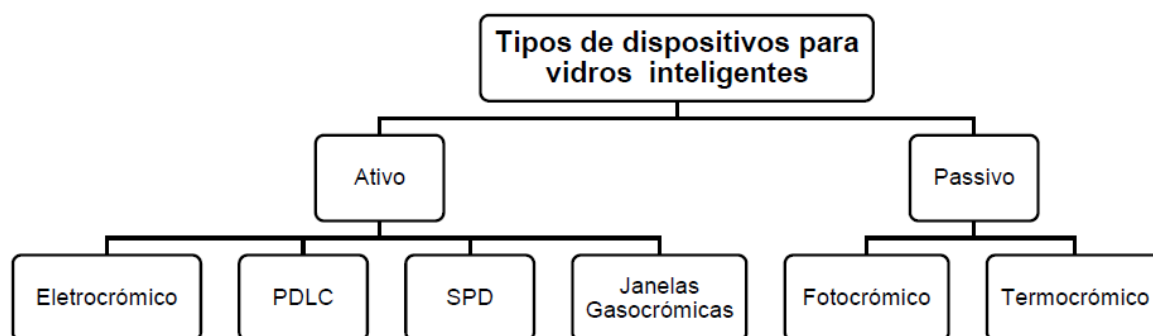 Tipos de dispositivos para
vidros inteligentes
Ativo
Passivo
Eletrocrómico
PDLC
SPD
Janelas
Gasocrómicas
Fotocrómico
Termocrómico